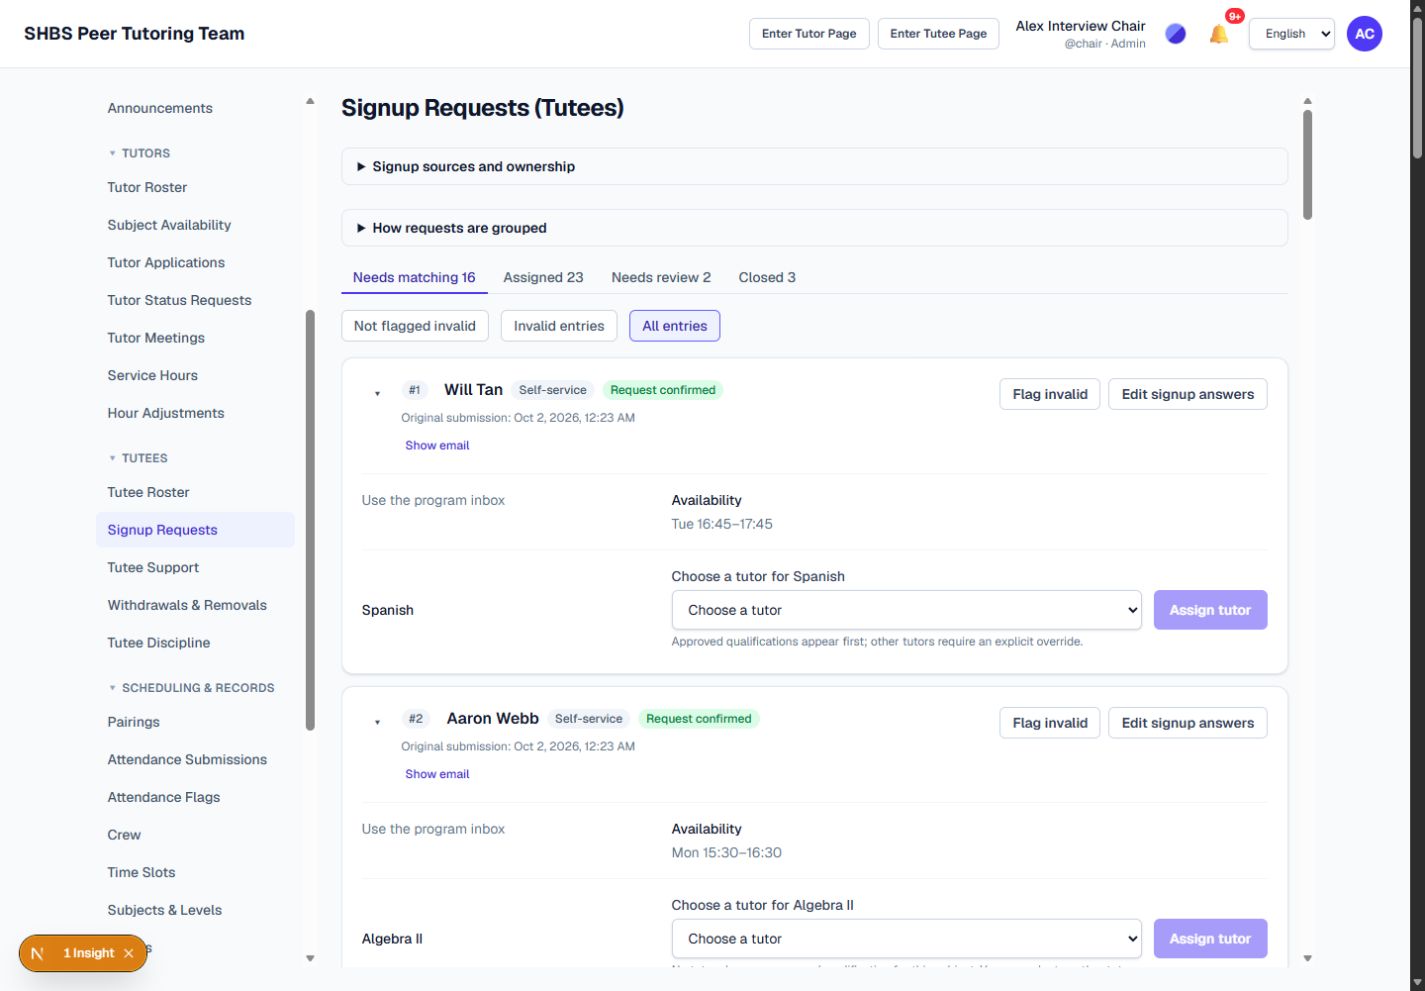 SHBS Peer Tutoring Team
Enter Tutor Page
Enter Tutee Page
Alex Interview Chair
@chair · Admin
9+
English
AC
Announcements
TUTORS
Tutor Roster
Subject Availability
Tutor Applications
Tutor Status Requests
Tutor Meetings
Service Hours
Hour Adjustments
TUTEES
Tutee Roster
Signup Requests
Tutee Support
Withdrawals & Removals
Tutee Discipline
SCHEDULING & RECORDS
Pairings
Attendance Submissions
Attendance Flags
Crew
Time Slots
Subjects & Levels
N 1 Insight
Signup Requests (Tutees)
Signup sources and ownership
How requests are grouped
Needs matching 16 Assigned 23 Needs review 2 Closed 3
Not flagged invalid Invalid entries All entries
#1 Will Tan Self-service Request confirmed
Flag invalid Edit signup answers
Original submission: Oct 2, 2026, 12:23 AM
Show email
Use the program inbox
Availability
Tue 16:45–17:45
Choose a tutor for Spanish
Spanish Choose a tutor Assign tutor
Approved qualifications appear first; other tutors require an explicit override.
#2 Aaron Webb Self-service Request confirmed
Flag invalid Edit signup answers
Original submission: Oct 2, 2026, 12:23 AM
Show email
Use the program inbox
Availability
Mon 15:30–16:30
Choose a tutor for Algebra II
Algebra II Choose a tutor Assign tutor